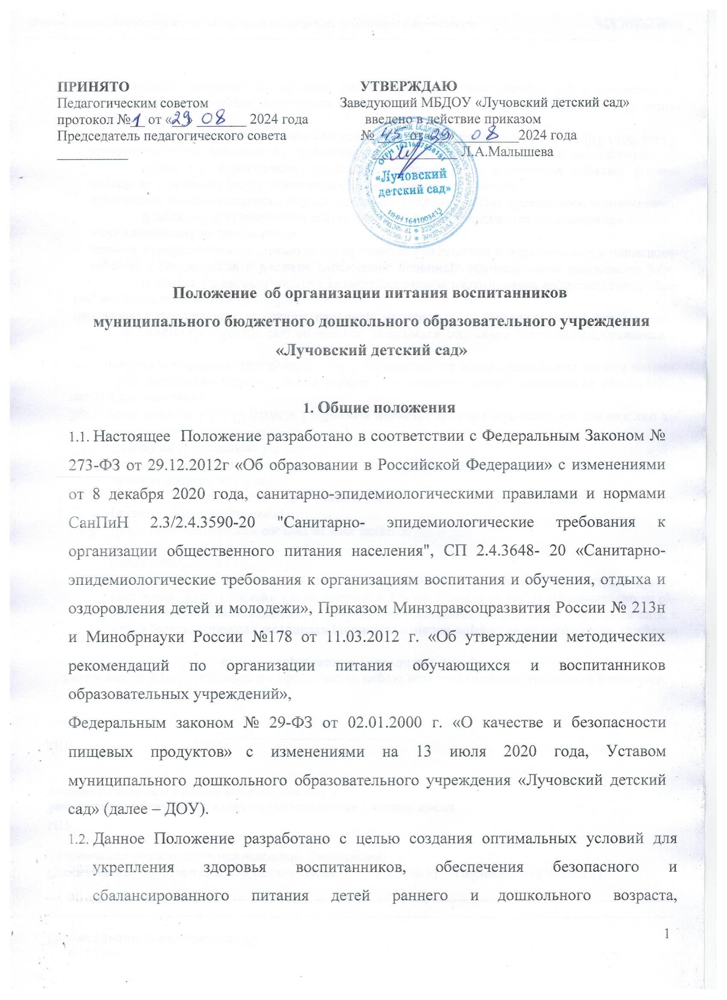 ПРИНЯТО
Педагогическим советом
протокол № 1 от «29» 08 2024 года
Председатель педагогического совета
УТВЕРЖДАЮ
Заведующий МБДОУ «Лучовский детский сад»
введено в действие приказом
№ 45 от «29» 08 2024 года
Л.А.Малышева
ОГРН 1021607558191
«Лучовский
детский сад»
ИНН 1641003413
Положение об организации питания воспитанников
муниципального бюджетного дошкольного образовательного учреждения
«Лучовский детский сад»
1. Общие положения
1.1. Настоящее Положение разработано в соответствии с Федеральным Законом №
273-ФЗ от 29.12.2012г «Об образовании в Российской Федерации» с изменениями
от 8 декабря 2020 года, санитарно-эпидемиологическими правилами и нормами
СанПиН 2.3/2.4.3590-20 "Санитарно- эпидемиологические требования к
организации общественного питания населения", СП 2.4.3648- 20 «Санитарно-
эпидемиологические требования к организациям воспитания и обучения, отдыха и
оздоровления детей и молодежи», Приказом Минздравсоцразвития России № 213н
и Минобрнауки России №178 от 11.03.2012 г. «Об утверждении методических
рекомендаций по организации питания обучающихся и воспитанников
образовательных учреждений»,
Федеральным законом № 29-ФЗ от 02.01.2000 г. «О качестве и безопасности
пищевых продуктов» с изменениями на 13 июля 2020 года, Уставом
муниципального дошкольного образовательного учреждения «Лучовский детский
сад» (далее – ДОУ).
1.2. Данное Положение разработано с целью создания оптимальных условий для
укрепления здоровья воспитанников, обеспечения безопасного и
сбалансированного питания детей раннего и дошкольного возраста,
1